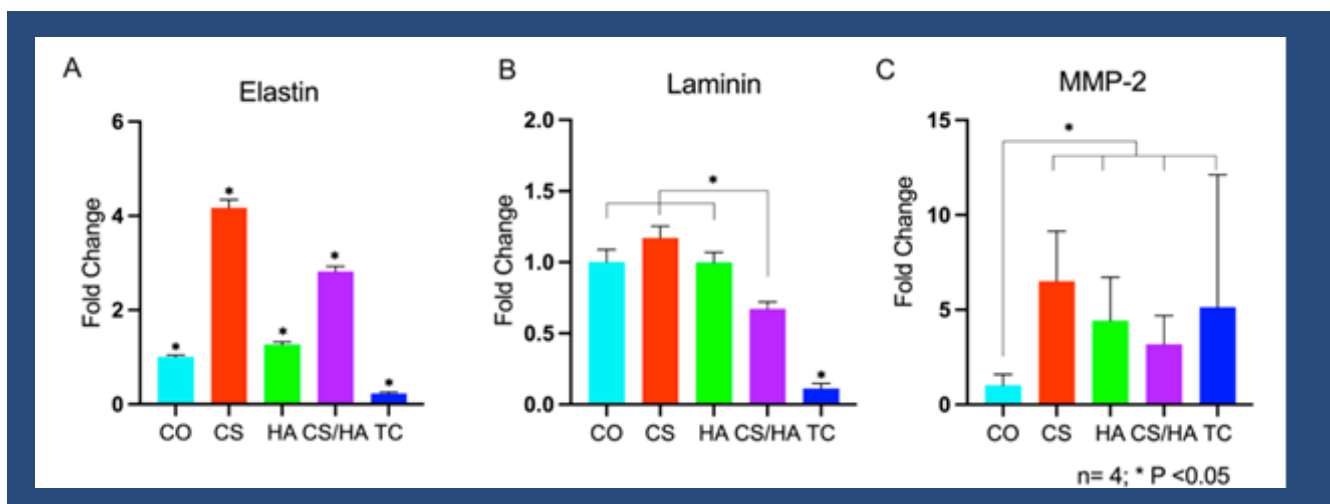 A
Elastin
Fold Change
6
4
2
0
*
*
*
*
*
CO CS HA CS/HA TC
B
Laminin
Fold Change
2.0
1.5
1.0
0.5
0.0
*
*
CO CS HA CS/HA TC
C
MMP-2
Fold Change
15
10
5
0
*
CO CS HA CS/HA TC
n= 4; * P <0.05